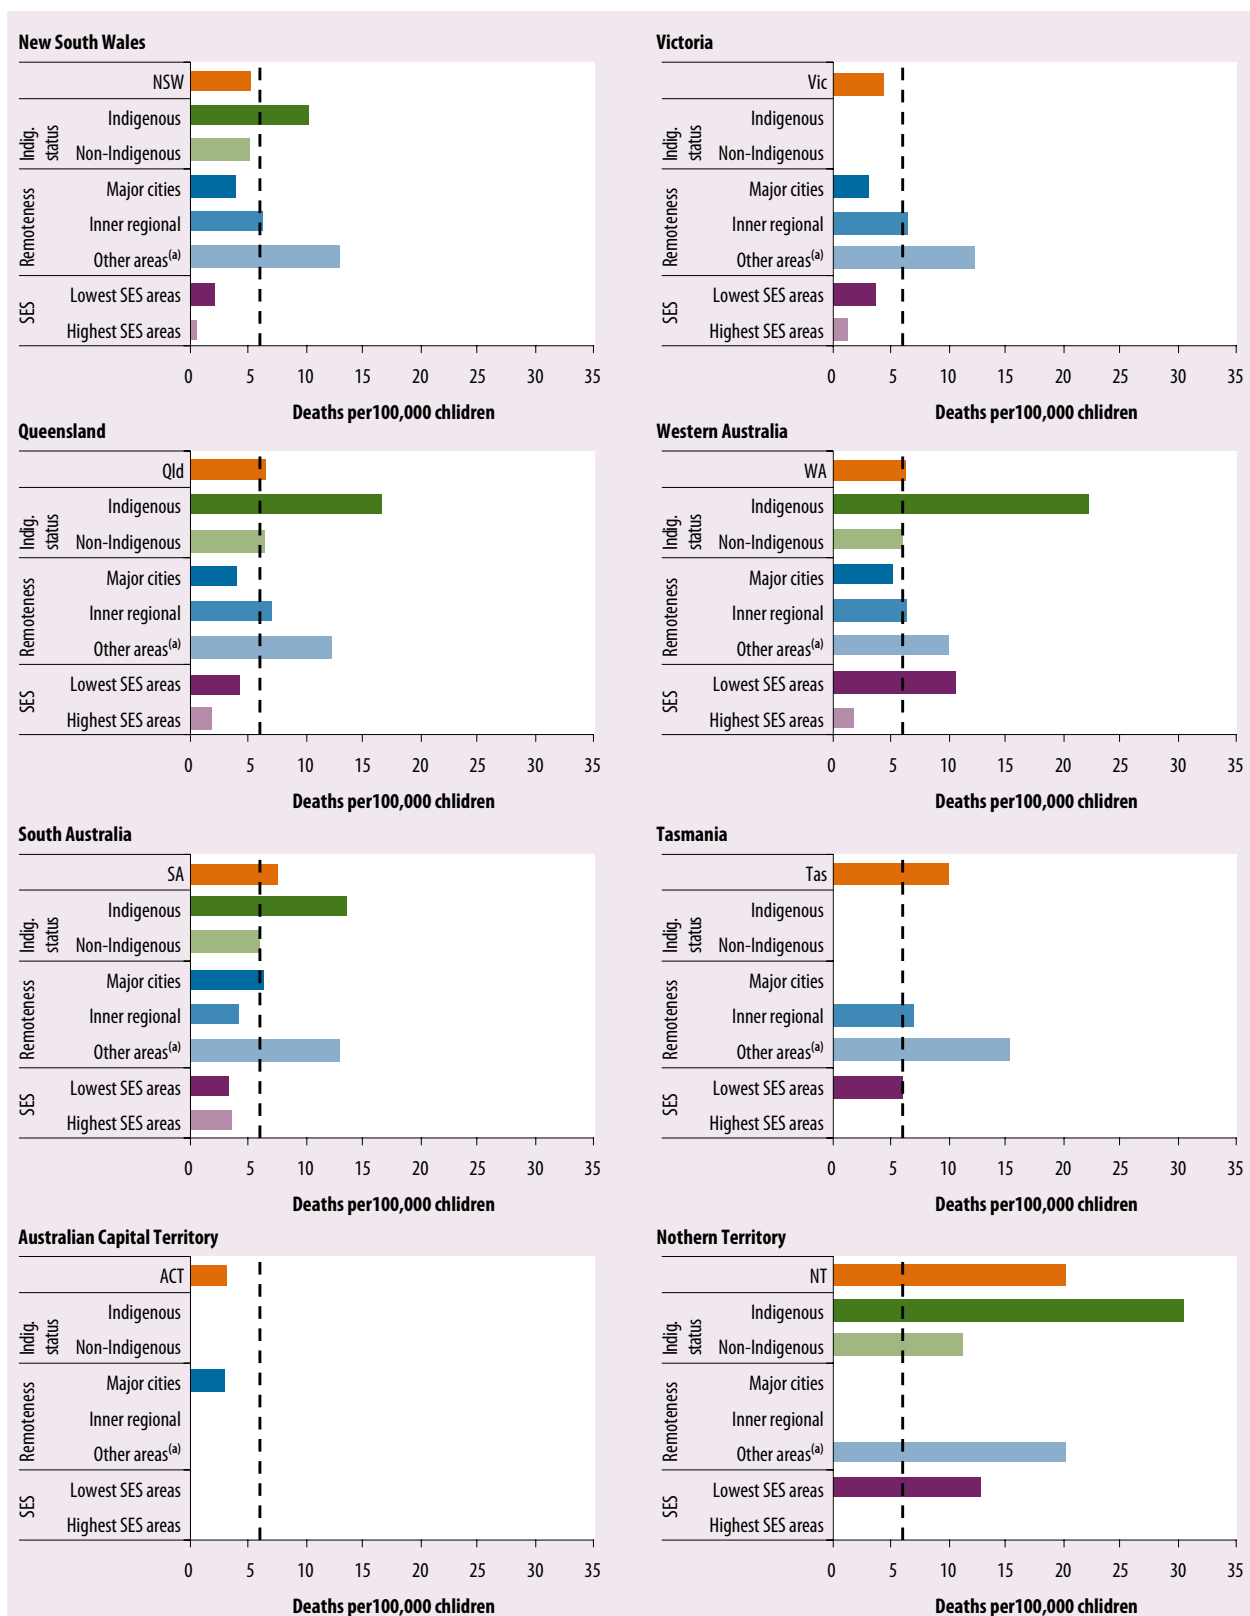 New South Wales
NSW
Indig. status
Indigenous
Non-Indigenous
Remoteness
Major cities
Inner regional
Other areas(a)
SES
Lowest SES areas
Highest SES areas
0 5 10 15 20 25 30 35
Deaths per100,000 chlidren
Victoria
Vic
Indig. status
Indigenous
Non-Indigenous
Remoteness
Major cities
Inner regional
Other areas(a)
SES
Lowest SES areas
Highest SES areas
0 5 10 15 20 25 30 35
Deaths per100,000 chlidren
Queensland
Qld
Indig. status
Indigenous
Non-Indigenous
Remoteness
Major cities
Inner regional
Other areas(a)
SES
Lowest SES areas
Highest SES areas
0 5 10 15 20 25 30 35
Deaths per100,000 chlidren
Western Australia
WA
Indig. status
Indigenous
Non-Indigenous
Remoteness
Major cities
Inner regional
Other areas(a)
SES
Lowest SES areas
Highest SES areas
0 5 10 15 20 25 30 35
Deaths per100,000 chlidren
South Australia
SA
Indig. status
Indigenous
Non-Indigenous
Remoteness
Major cities
Inner regional
Other areas(a)
SES
Lowest SES areas
Highest SES areas
0 5 10 15 20 25 30 35
Deaths per100,000 chlidren
Tasmania
Tas
Indig. status
Indigenous
Non-Indigenous
Remoteness
Major cities
Inner regional
Other areas(a)
SES
Lowest SES areas
Highest SES areas
0 5 10 15 20 25 30 35
Deaths per100,000 chlidren
Australian Capital Territory
ACT
Indig. status
Indigenous
Non-Indigenous
Remoteness
Major cities
Inner regional
Other areas(a)
SES
Lowest SES areas
Highest SES areas
0 5 10 15 20 25 30 35
Deaths per100,000 chlidren
Nothern Territory
NT
Indig. status
Indigenous
Non-Indigenous
Remoteness
Major cities
Inner regional
Other areas(a)
SES
Lowest SES areas
Highest SES areas
0 5 10 15 20 25 30 35
Deaths per100,000 chlidren